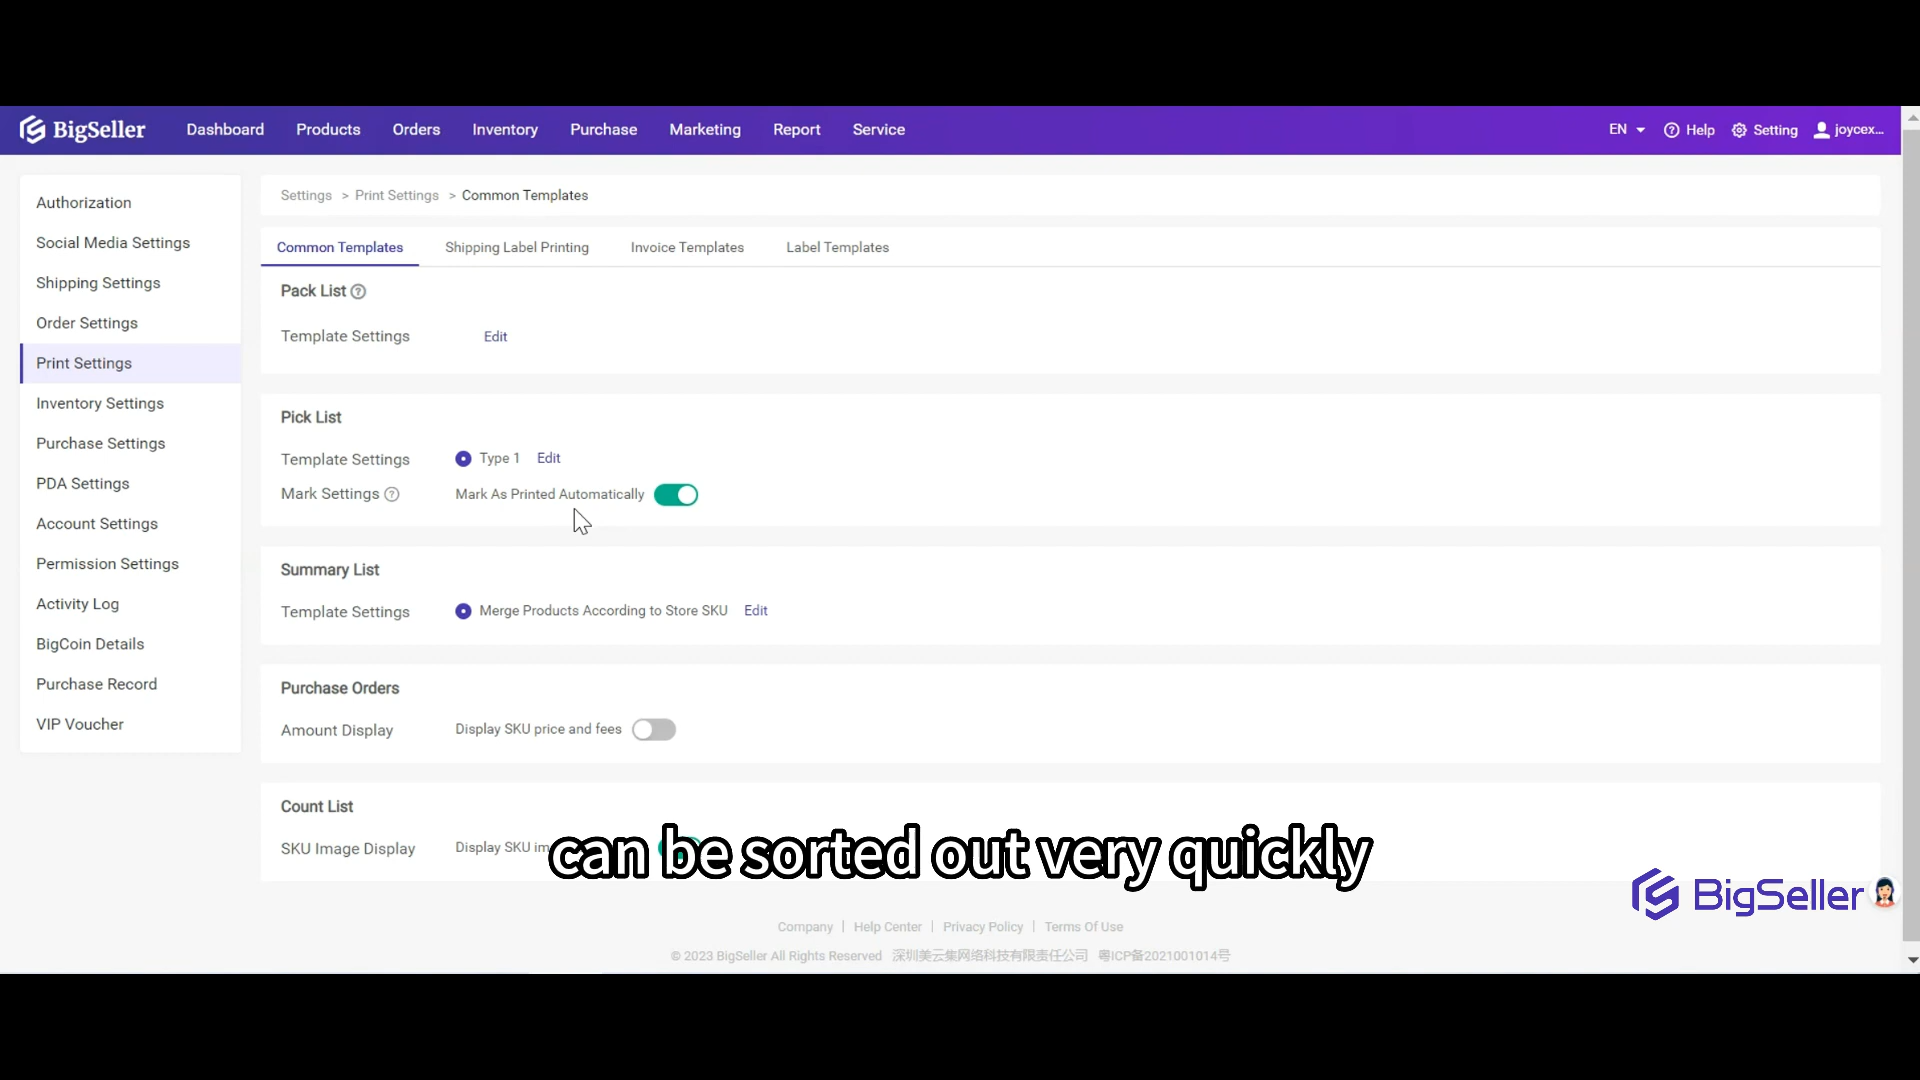 BigSeller Dashboard Products Orders Inventory Purchase Marketing Report Service EN Help Setting joycex...
Authorization
Social Media Settings
Shipping Settings
Order Settings
Print Settings
Inventory Settings
Purchase Settings
PDA Settings
Account Settings
Permission Settings
Activity Log
BigCoin Details
Purchase Record
VIP Voucher
Settings > Print Settings > Common Templates
Common Templates Shipping Label Printing Invoice Templates Label Templates
Pack List
Template Settings Edit
Pick List
Template Settings Type 1 Edit
Mark Settings Mark As Printed Automatically
Summary List
Template Settings Merge Products According to Store SKU Edit
Purchase Orders
Amount Display Display SKU price and fees
Count List
SKU Image Display Display SKU im
can be sorted out very quickly
BigSeller
Company | Help Center | Privacy Policy | Terms Of Use
© 2023 BigSeller All Rights Reserved 深圳美云集网络科技有限责任公司 粤ICP备2021001014号